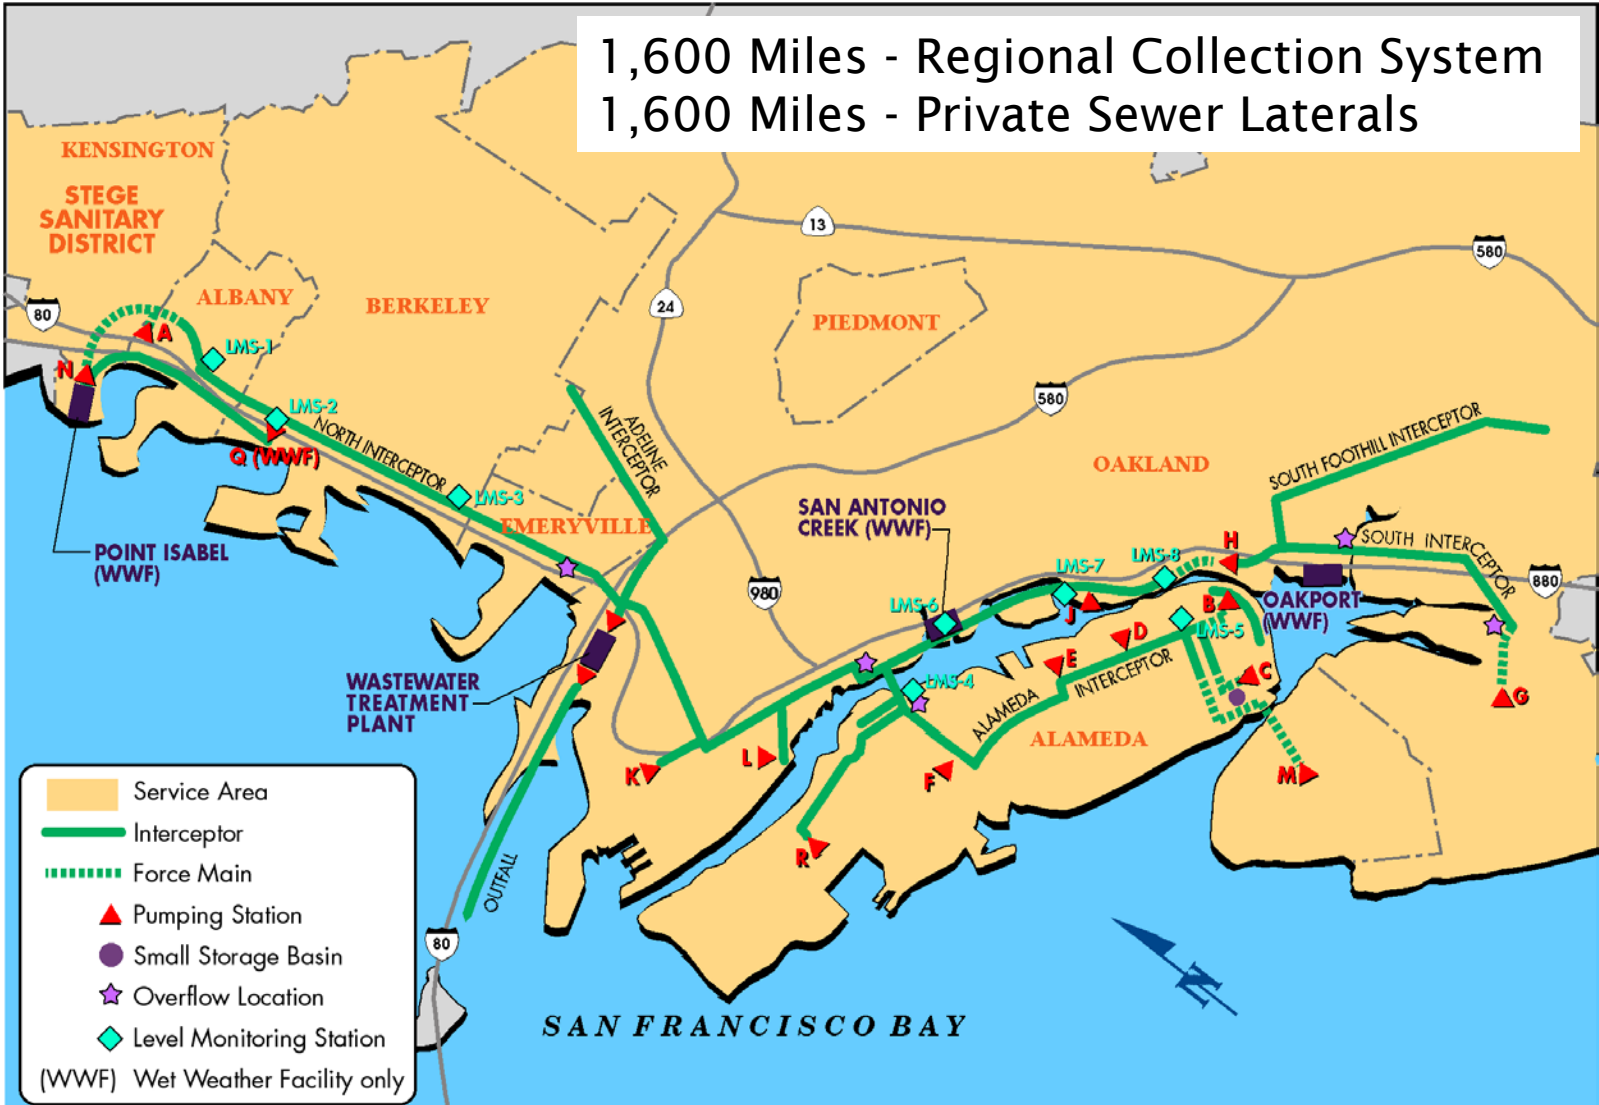 1,600 Miles - Regional Collection System
1,600 Miles - Private Sewer Laterals
KENSINGTON
STEGE
SANITARY
DISTRICT
ALBANY
BERKELEY
13
580
24
80
PIEDMONT
A
LMS-1
N
LMS-2
Q (WWF)
NORTH INTERCEPTOR
ADELINE
INTERCEPTOR
580
SOUTH FOOTHILL INTERCEPTOR
OAKLAND
LMS-3
EMERYVILLE
SAN ANTONIO
CREEK (WWF)
POINT ISABEL
(WWF)
H
SOUTH INTERCEPTOR
LMS-8
LMS-7
880
980
LMS-6
J
B
OAKPORT
(WWF)
LMS-5
D
E
C
WASTEWATER
TREATMENT
PLANT
LMS-4
ALAMEDA
INTERCEPTOR
G
ALAMEDA
L
K
F
M
R
OUTFALL
80
N
SAN FRANCISCO BAY
Service Area
Interceptor
Force Main
Pumping Station
Small Storage Basin
Overflow Location
Level Monitoring Station
(WWF) Wet Weather Facility only